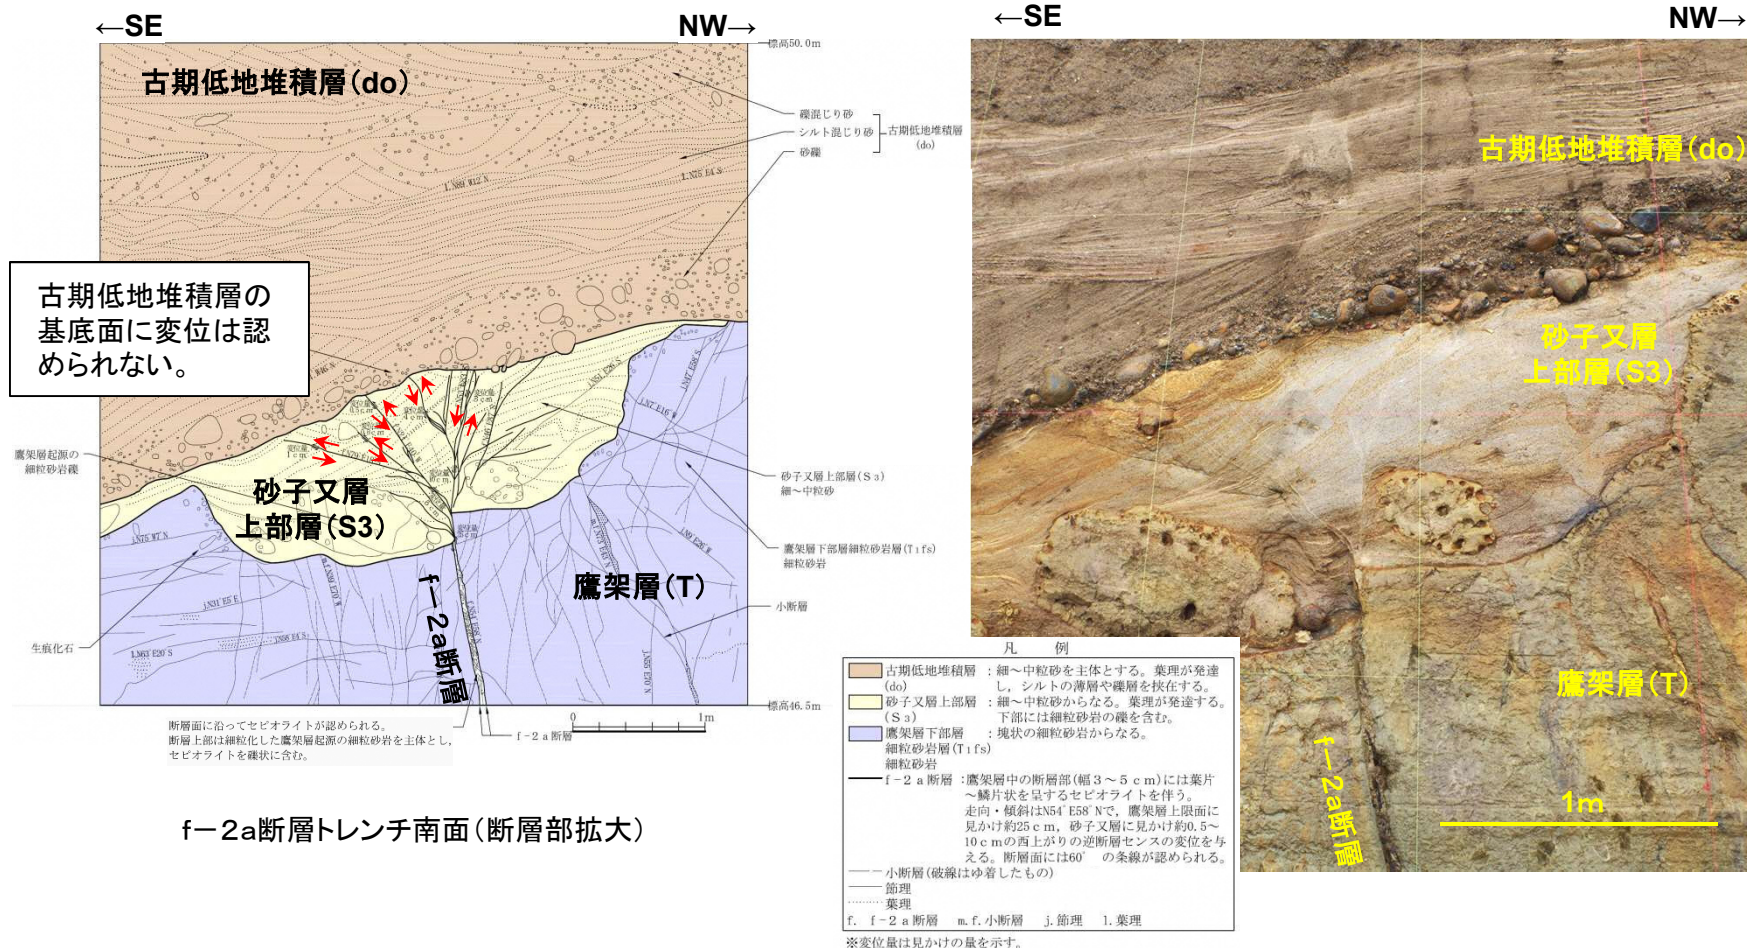 ←SE
NW→
標高50.0m
古期低地堆積層(do)
礫混じり砂
シルト混じり砂
砂礫
古期低地堆積層
(do)
l.N69°W12°N
l.N75°E4°S
古期低地堆積層の
基底面に変位は認
められない。
鷹架層起源の
細粒砂岩礫
砂子又層
上部層(S3)
砂子又層上部層(S3)
細～中粒砂
鷹架層下部層細粒砂岩層(T1fs)
細粒砂岩
鷹架層(T)
小断層
生痕化石
f－2a断層
標高46.5m
断層面に沿ってセピオライトが認められる。
断層上部は細粒化した鷹架層起源の細粒砂岩を主体とし,
セピオライトを礫状に含む。
f-2a断層
0
1m
f－2a断層トレンチ南面(断層部拡大)
←SE
NW→
古期低地堆積層(do)
砂子又層
上部層(S3)
鷹架層(T)
f－2a断層
1m
凡 例
古期低地堆積層 :細～中粒砂を主体とする。葉理が発達
(do) し,シルトの薄層や礫層を挟在する。
砂子又層上部層 :細～中粒砂からなる。葉理が発達する。
(S3) 下部には細粒砂岩の礫を含む。
鷹架層下部層 :塊状の細粒砂岩からなる。
細粒砂岩層(T1fs)
細粒砂岩
f-2a断層 :鷹架層中の断層部(幅3～5cm)には葉片
～鱗片状を呈するセピオライトを伴う。
走向・傾斜はN54°E58°Nで,鷹架層上限面に
見かけ約25cm,砂子又層に見かけ約0.5～
10cmの西上がりの逆断層センスの変位を与
える。断層面には60°の条線が認められる。
小断層(破線はゆ着したもの)
節理
葉理
f. f-2a断層 m.f.小断層 j.節理 l.葉理
※変位量は見かけの量を示す。